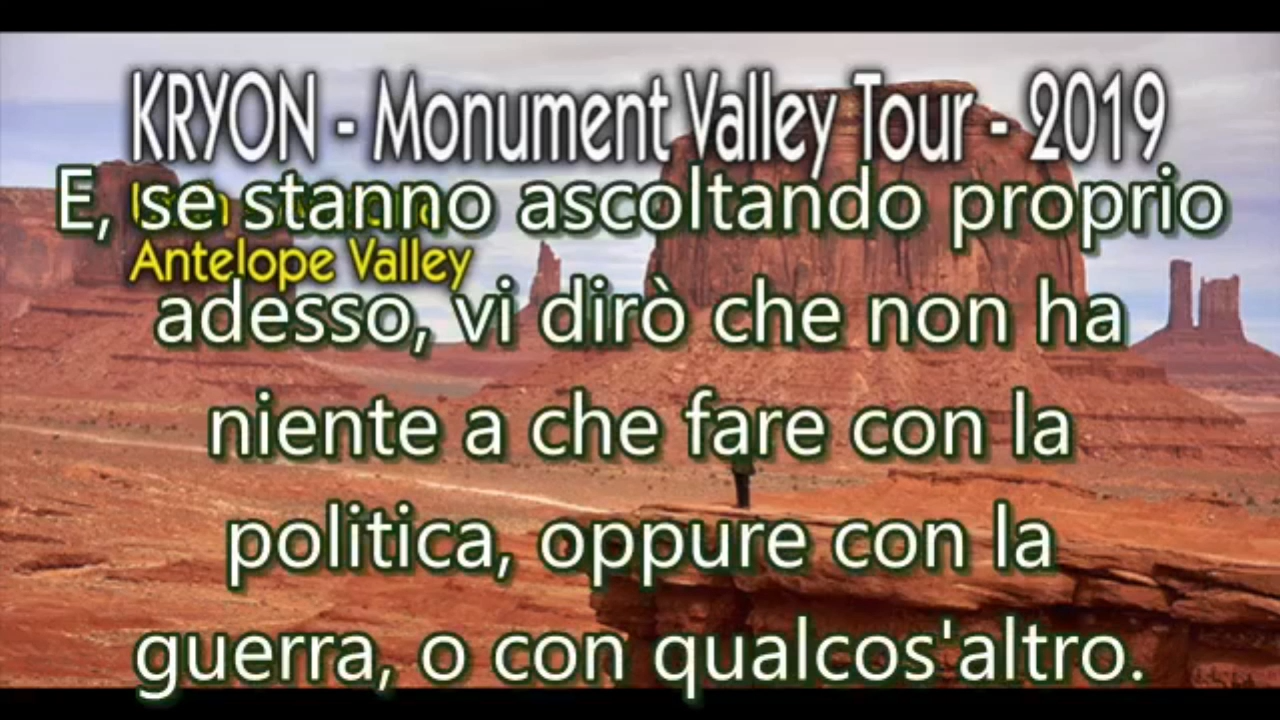 KRYON - Monument Valley Tour - 2019
E, se stanno ascoltando proprio
Antelope Valley
adesso, vi dirò che non ha
niente a che fare con la
politica, oppure con la
guerra, o con qualcos'altro.